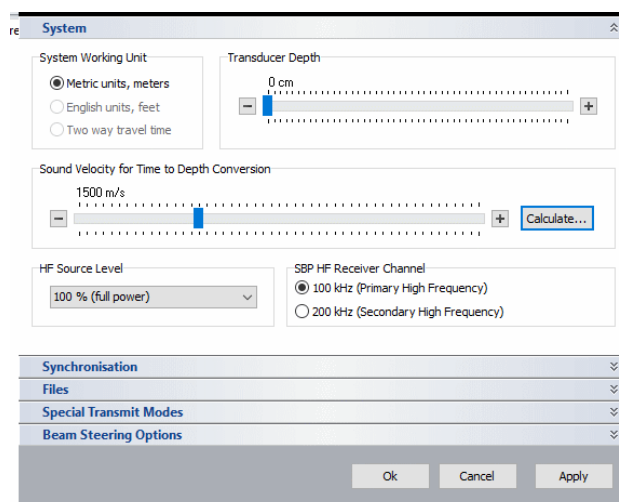 re
System
System Working Unit
Metric units, meters
English units, feet
Two way travel time
Transducer Depth
0 cm
Sound Velocity for Time to Depth Conversion
1500 m/s
Calculate...
HF Source Level
100 % (full power)
SBP HF Receiver Channel
100 kHz (Primary High Frequency)
200 kHz (Secondary High Frequency)
Synchronisation
Files
Special Transmit Modes
Beam Steering Options
Ok
Cancel
Apply